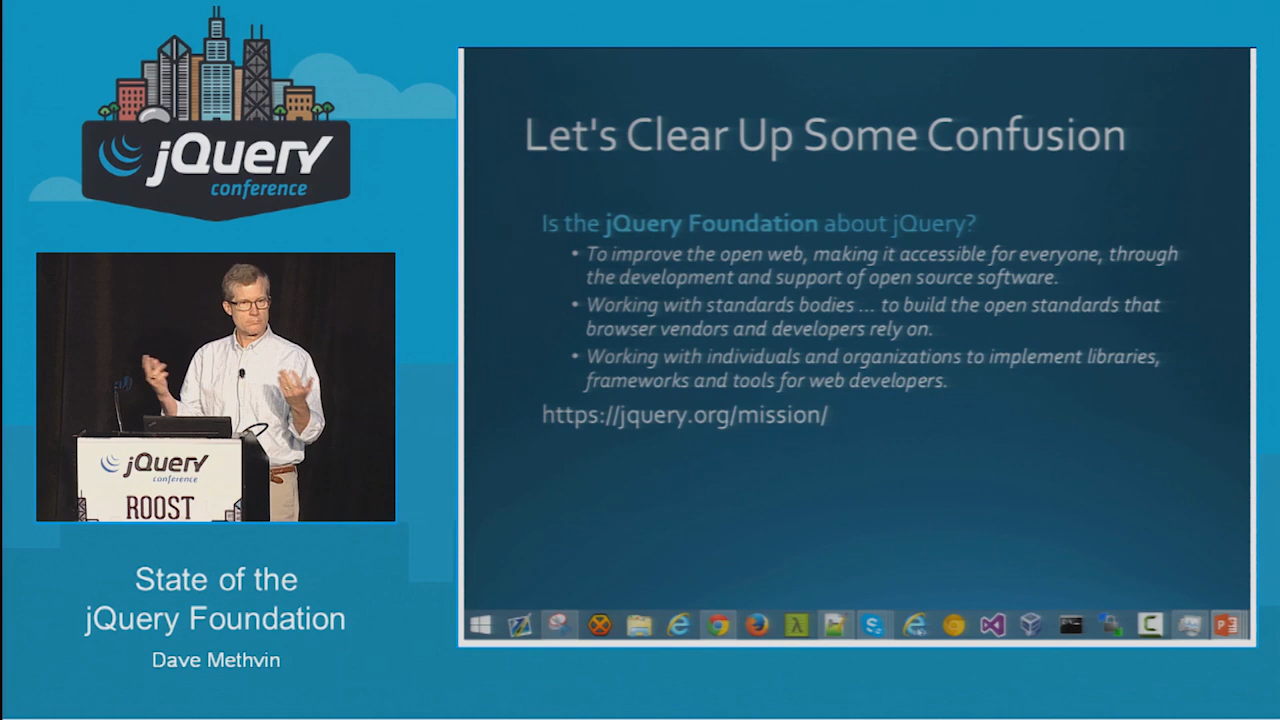 jQuery
conference
jQuery
conference
ROOST
State of the
jQuery Foundation
Dave Methvin
Let's Clear Up Some Confusion
Is the jQuery Foundation about jQuery?
• To improve the open web, making it accessible for everyone, through
the development and support of open source software.
• Working with standards bodies ... to build the open standards that
browser vendors and developers rely on.
• Working with individuals and organizations to implement libraries,
frameworks and tools for web developers.
https://jquery.org/mission/